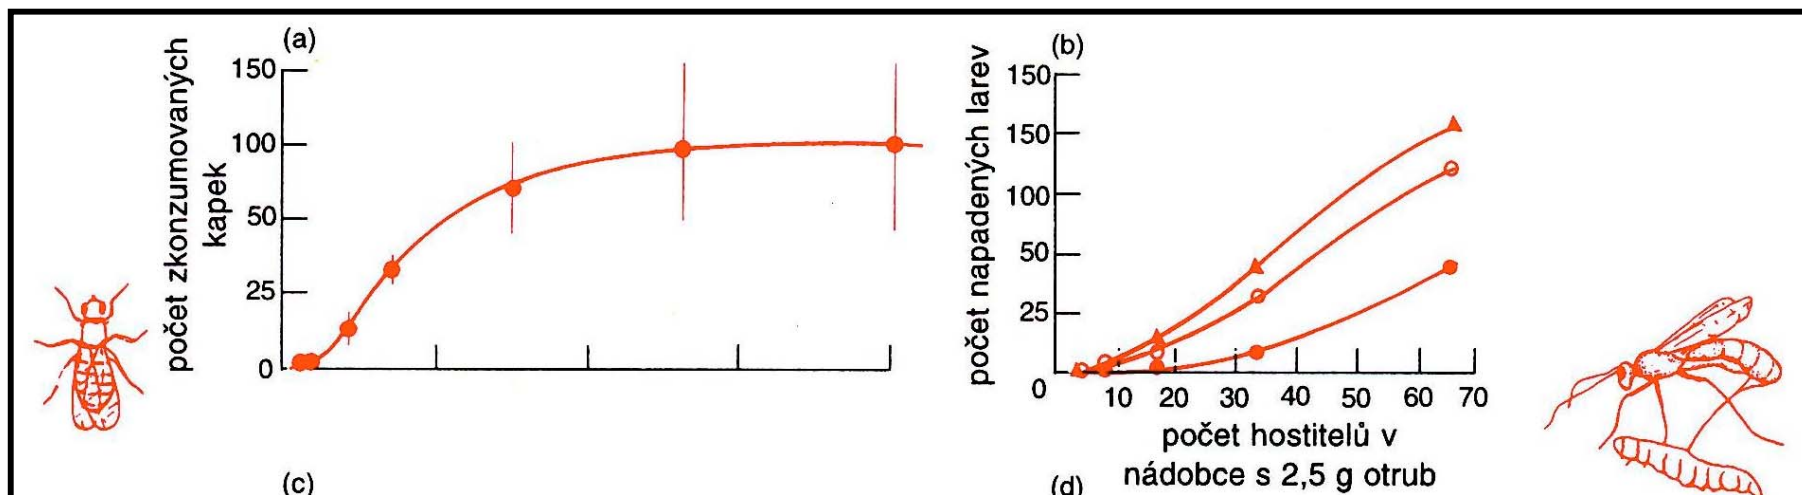 (a)
počet zkonzumovaných
kapek
150
100
50
25
0
(b)
počet napadených larev
150
150
100
50
25
0
10 20 30 40 50 60 70
počet hostitelů v
nádobce s 2,5 g otrub
(c)
(d)